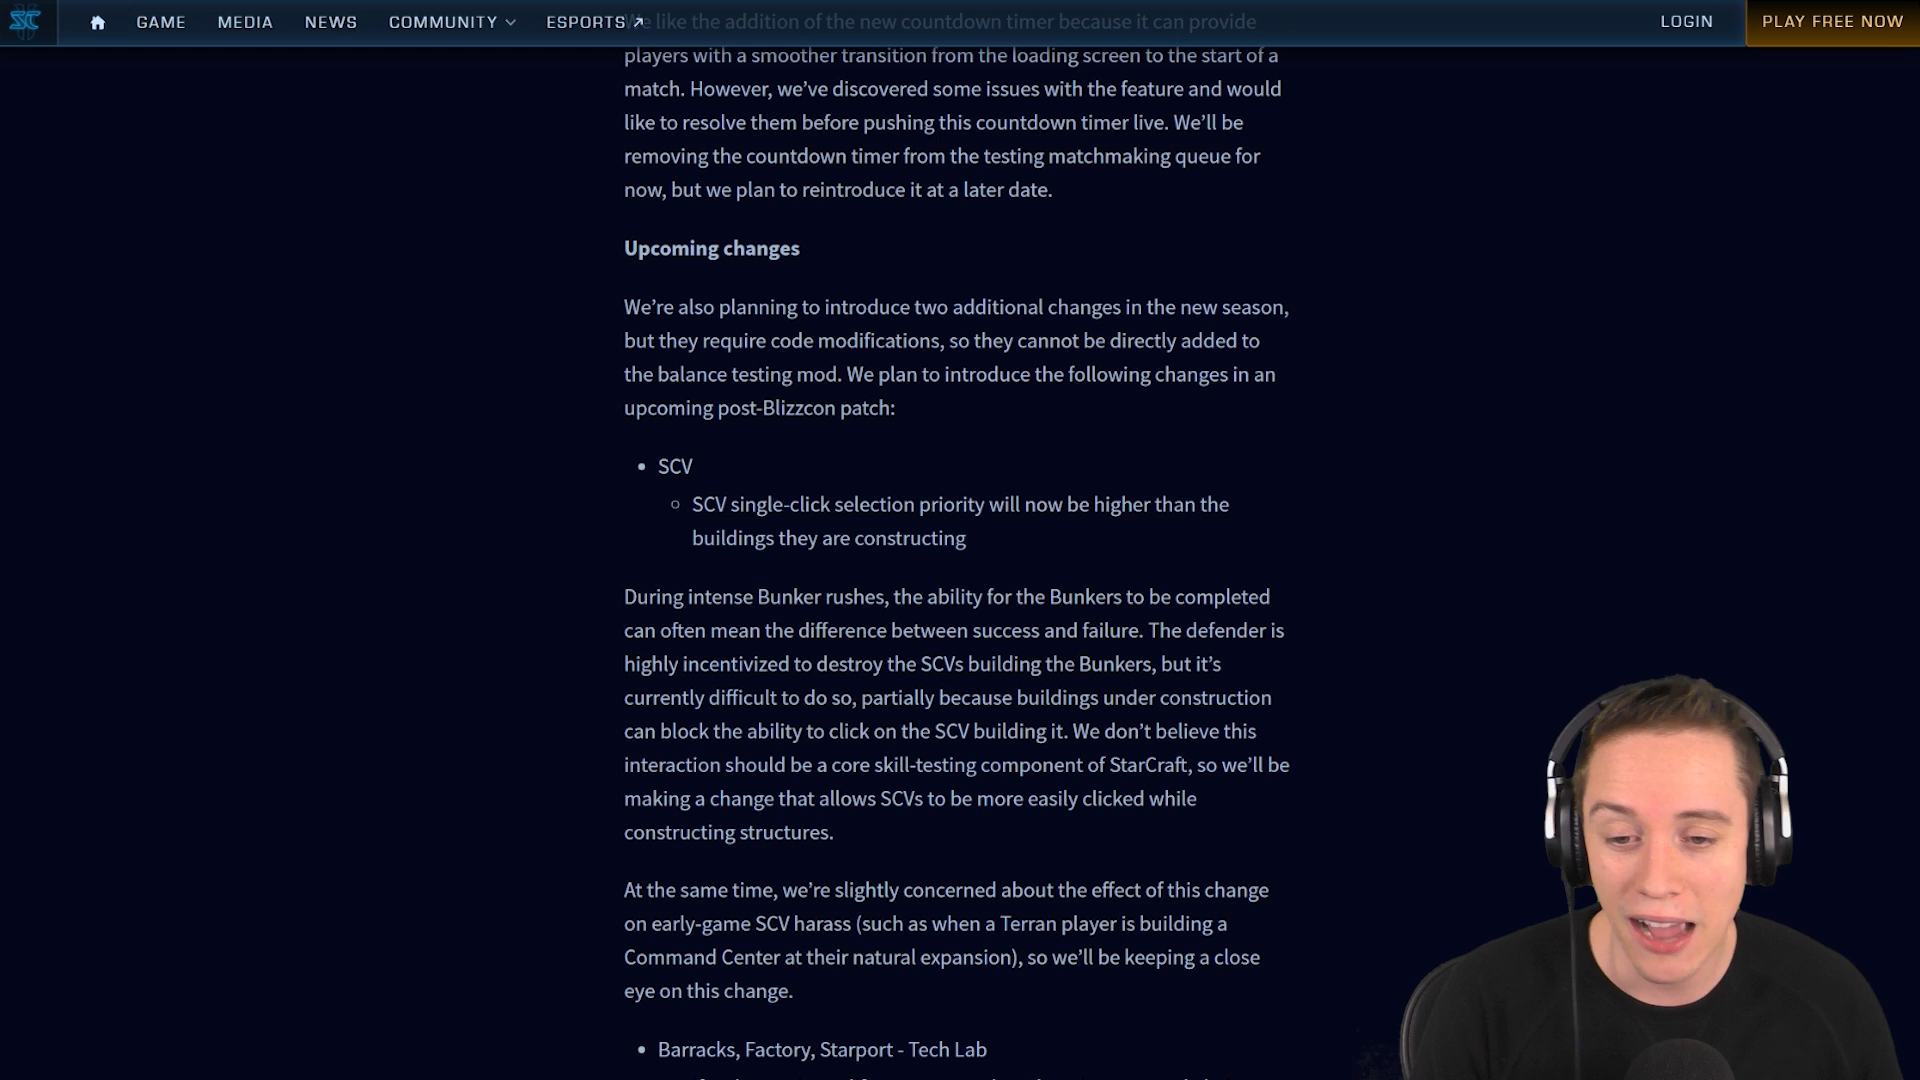 GAME MEDIA NEWS COMMUNITY ESPORTS LOGIN PLAY FREE NOW
We like the addition of the new countdown timer because it can provide
players with a smoother transition from the loading screen to the start of a
match. However, we’ve discovered some issues with the feature and would
like to resolve them before pushing this countdown timer live. We’ll be
removing the countdown timer from the testing matchmaking queue for
now, but we plan to reintroduce it at a later date.
Upcoming changes
We’re also planning to introduce two additional changes in the new season,
but they require code modifications, so they cannot be directly added to
the balance testing mod. We plan to introduce the following changes in an
upcoming post-Blizzcon patch:
• SCV
○ SCV single-click selection priority will now be higher than the
buildings they are constructing
During intense Bunker rushes, the ability for the Bunkers to be completed
can often mean the difference between success and failure. The defender is
highly incentivized to destroy the SCVs building the Bunkers, but it’s
currently difficult to do so, partially because buildings under construction
can block the ability to click on the SCV building it. We don’t believe this
interaction should be a core skill-testing component of StarCraft, so we’ll be
making a change that allows SCVs to be more easily clicked while
constructing structures.
At the same time, we’re slightly concerned about the effect of this change
on early-game SCV harass (such as when a Terran player is building a
Command Center at their natural expansion), so we’ll be keeping a close
eye on this change.
• Barracks, Factory, Starport - Tech Lab